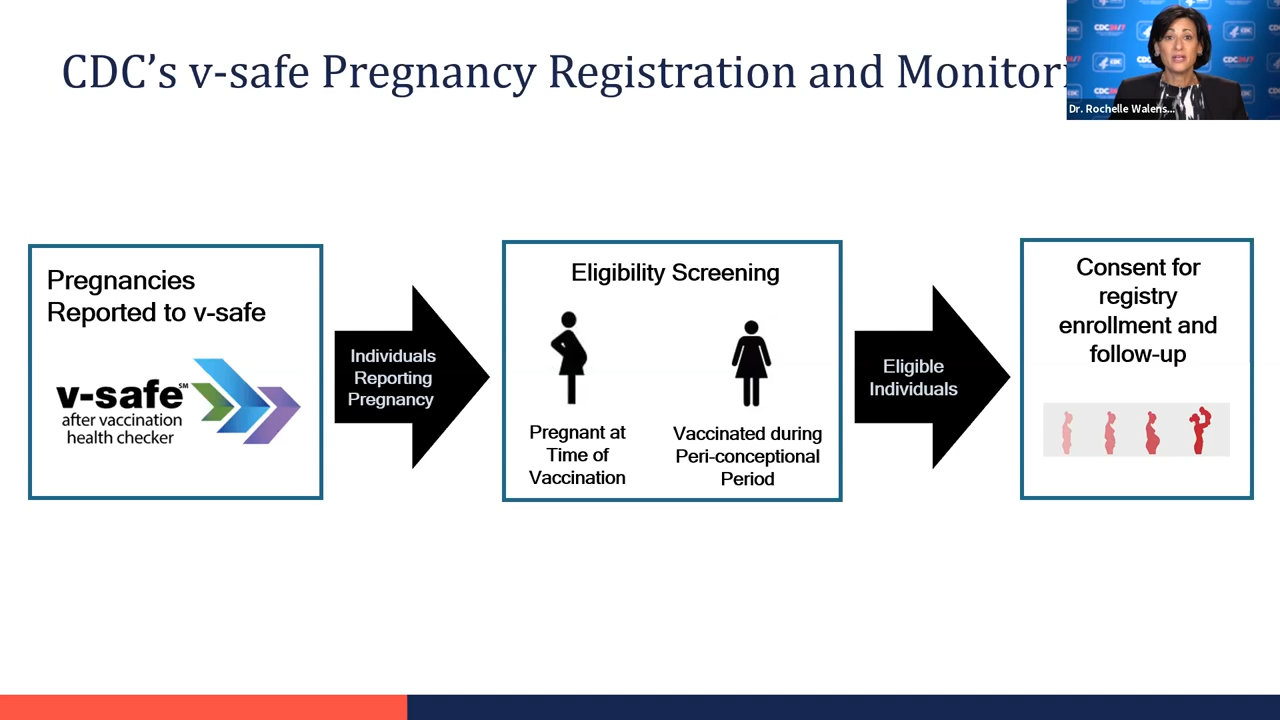 CDC’s v-safe Pregnancy Registration and Monitori
Dr. Rochelle Walens...
Pregnancies
Reported to v-safe
v-safe℠
after vaccination
health checker
Individuals
Reporting
Pregnancy
Eligibility Screening
Pregnant at
Time of
Vaccination
Vaccinated during
Peri-conceptional
Period
Eligible
Individuals
Consent for
registry
enrollment and
follow-up